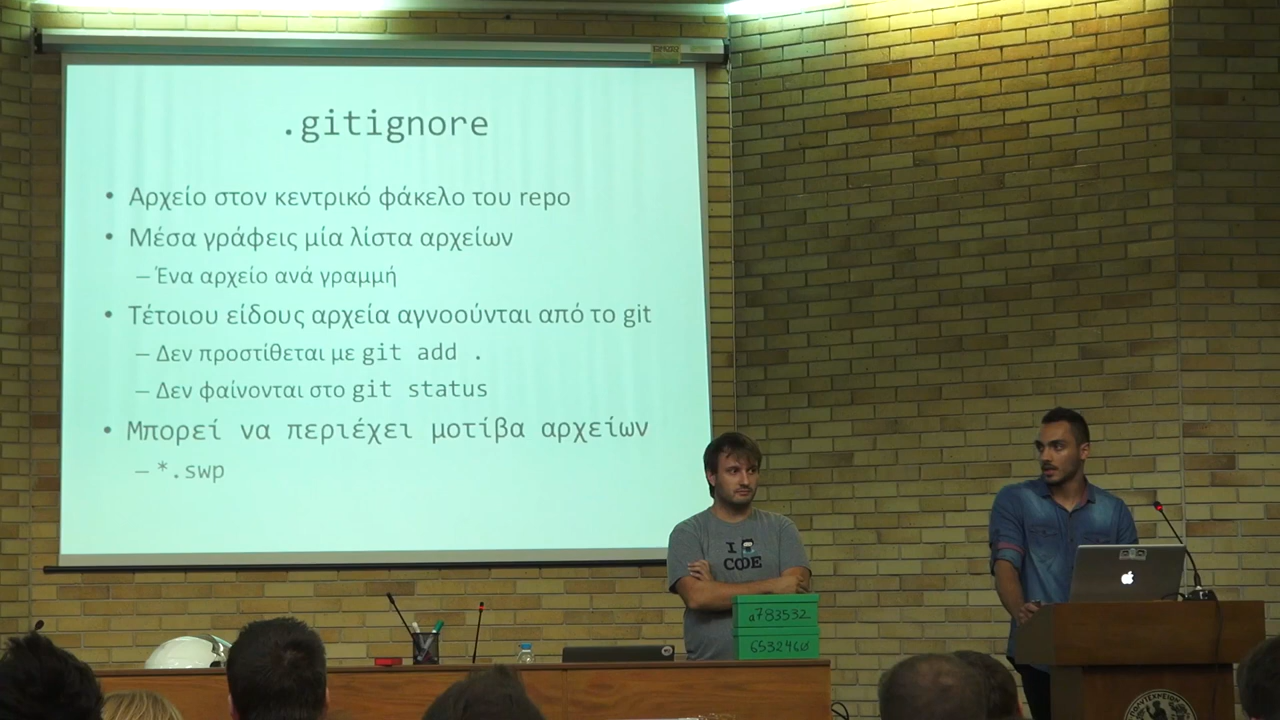 .gitignore
• Αρχείο στον κεντρικό φάκελο του repo
• Μέσα γράφεις μία λίστα αρχείων
– Ένα αρχείο ανά γραμμή
• Τέτοιου είδους αρχεία αγνοούνται από το git
– Δεν προστίθεται με git add .
– Δεν φαίνονται στο git status
• Μπορεί να περιέχει μοτίβα αρχείων
– *.swp
I CODE
a783532
6532460